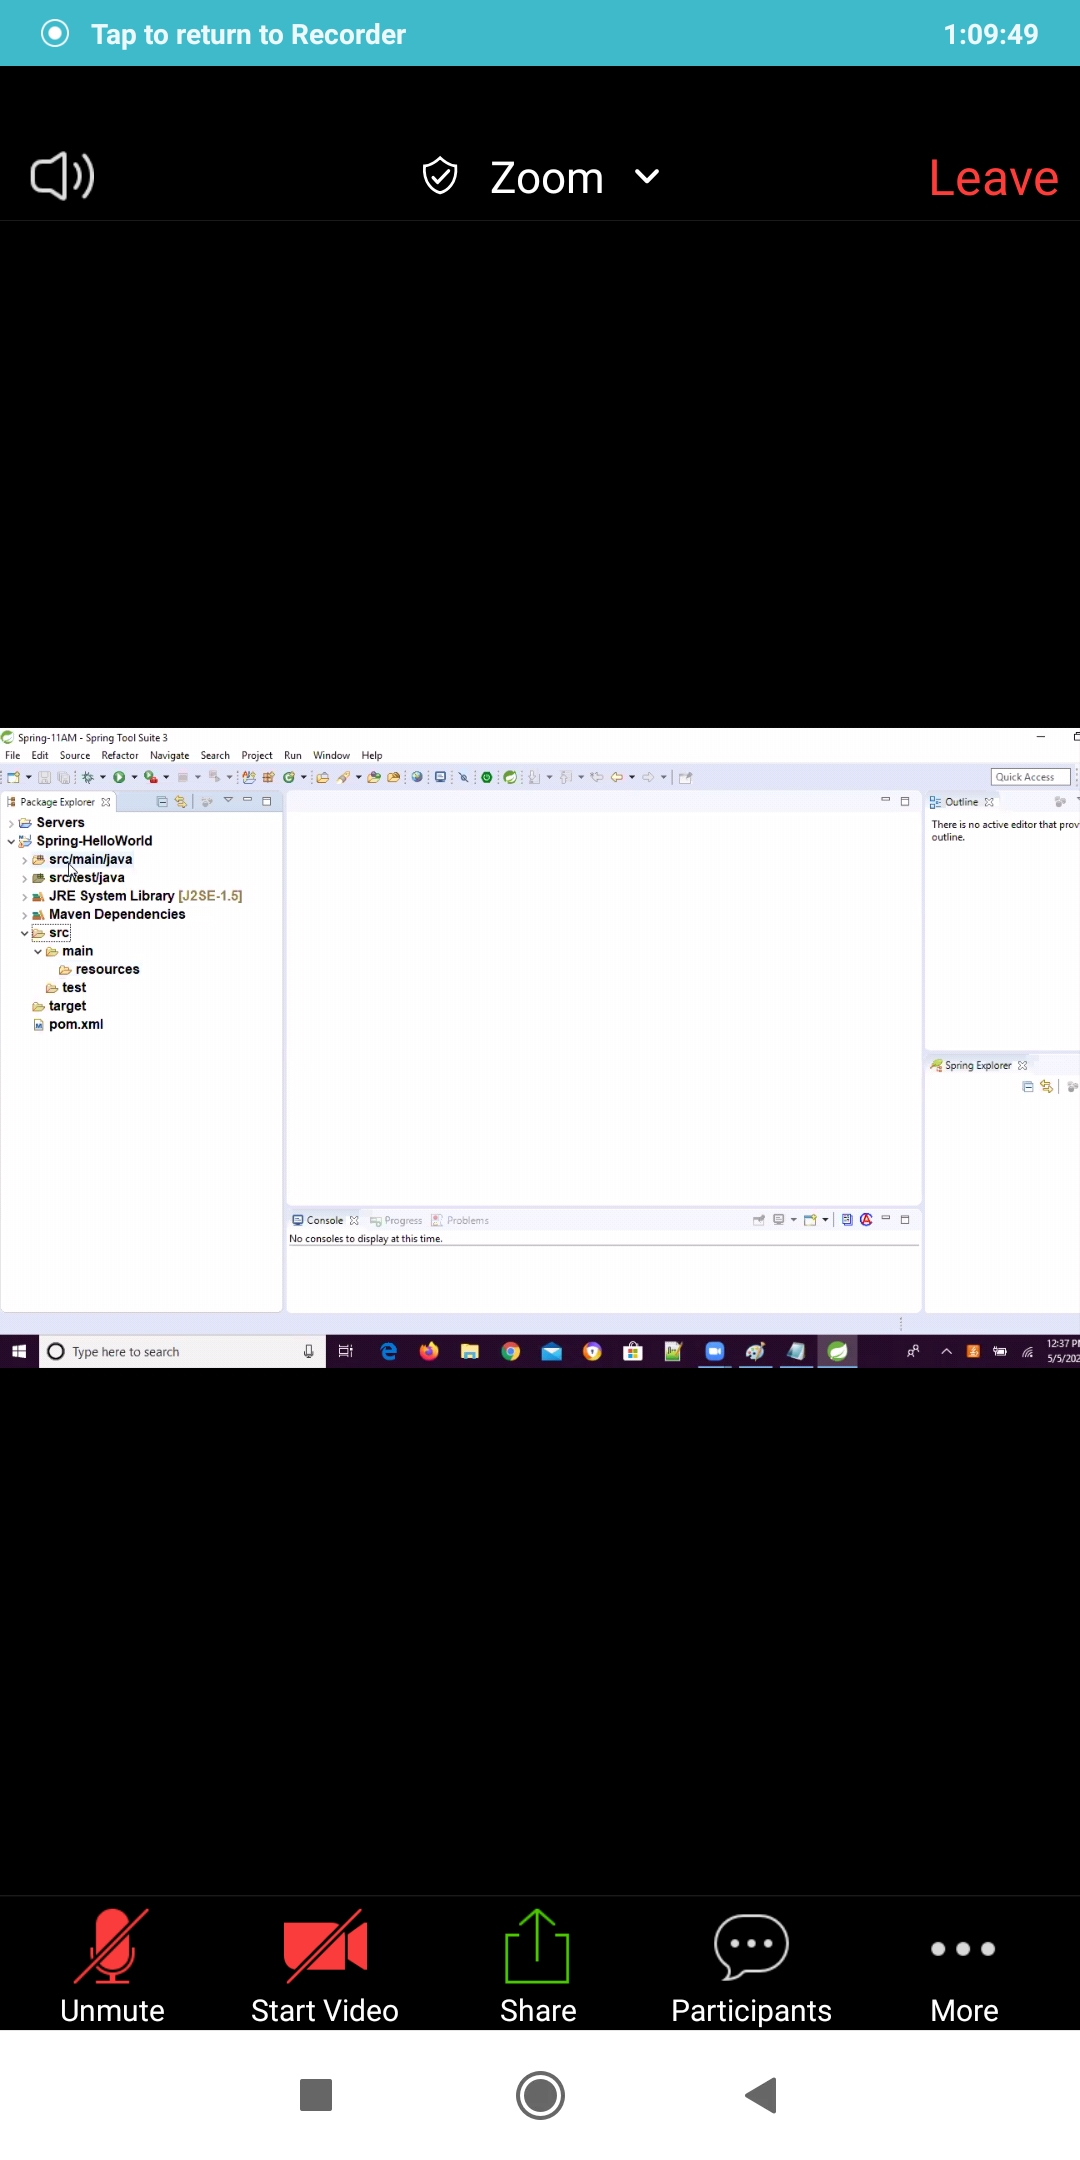 Tap to return to Recorder 1:09:49
Zoom Leave
Spring-11AM - Spring Tool Suite 3
File Edit Source Refactor Navigate Search Project Run Window Help
Quick Access
Package Explorer
Servers
Spring-HelloWorld
src/main/java
src/test/java
JRE System Library [J2SE-1.5]
Maven Dependencies
src
main
resources
test
target
pom.xml
Outline
There is no active editor that prov
outline.
Spring Explorer
Console Progress Problems
No consoles to display at this time.
Type here to search
12:37 P
5/5/202
Unmute Start Video Share Participants More